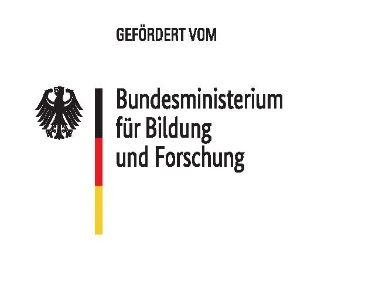 GEFÖRDERT VOM
Bundesministerium
für Bildung
und Forschung